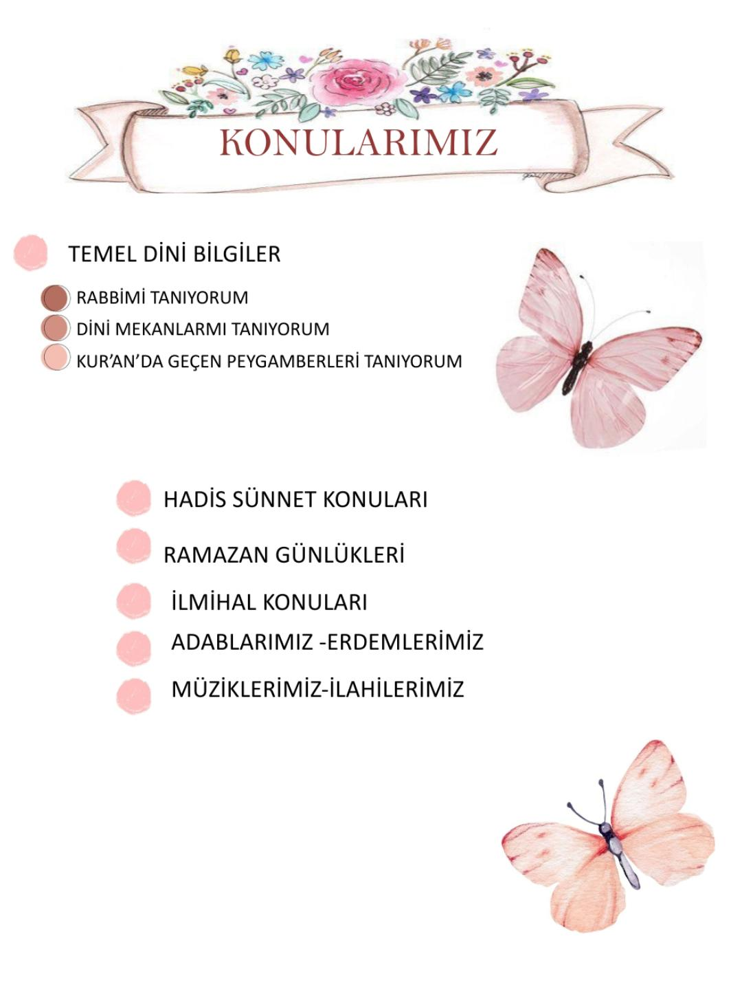 KONULARIMIZ
TEMEL DİNİ BİLGİLER
RABBİMİ TANIYORUM
DİNİ MEKANLARMI TANIYORUM
KUR’AN’DA GEÇEN PEYGAMBERLERİ TANIYORUM
HADİS SÜNNET KONULARI
RAMAZAN GÜNLÜKLERİ
İLMİHAL KONULARI
ADABLARIMIZ -ERDEMLERİMİZ
MÜZİKLERİMİZ-İLAHİLERİMİZ